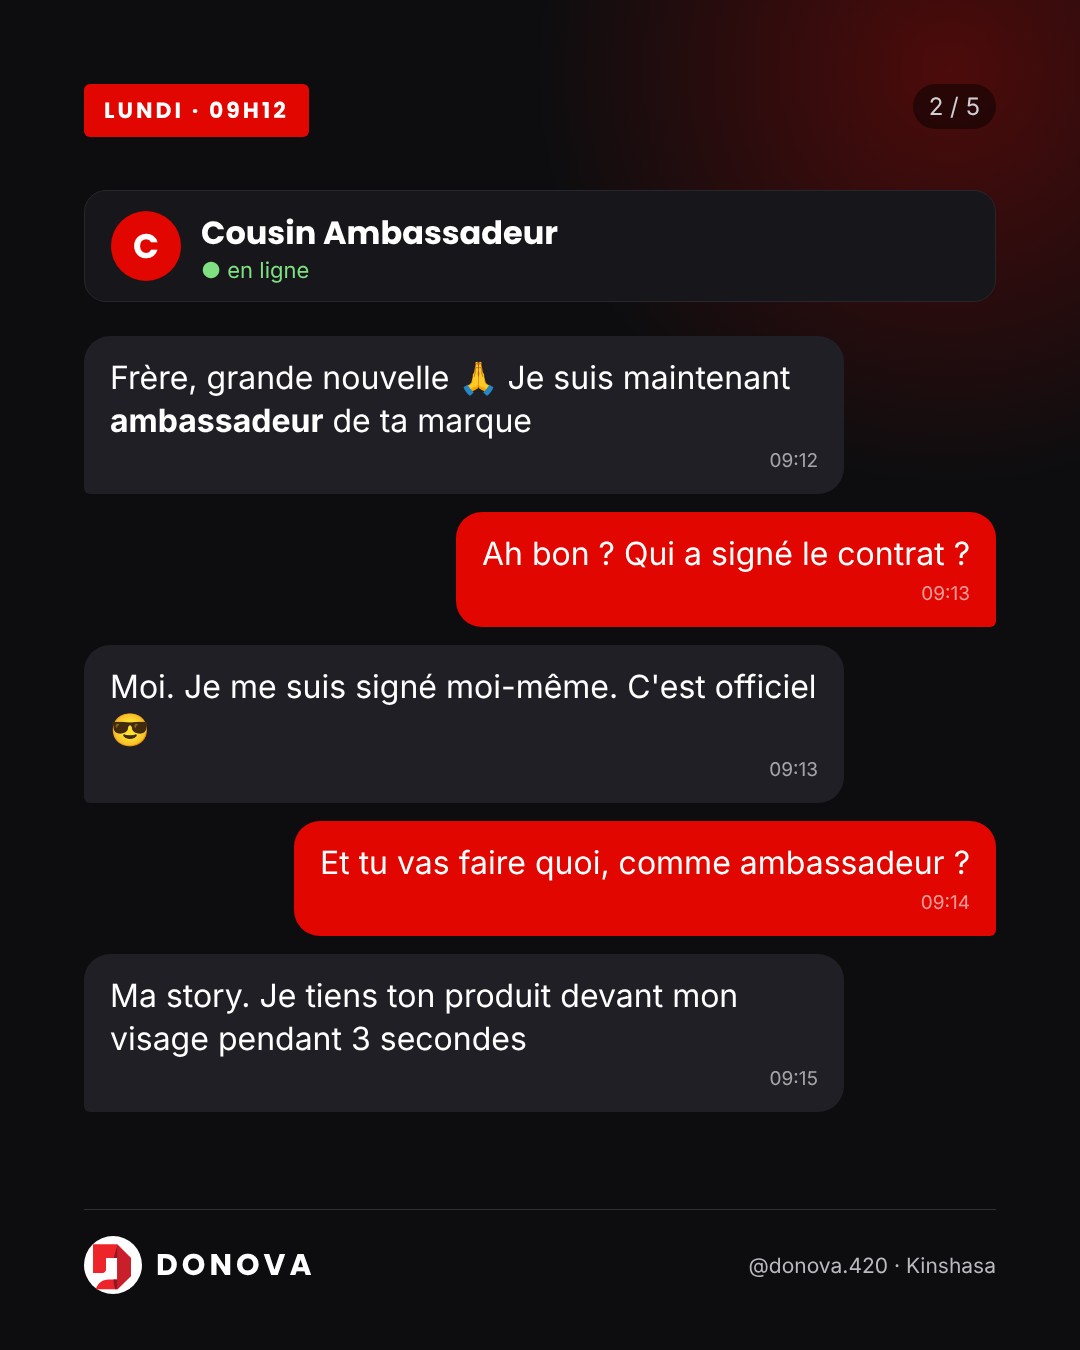 LUNDI · 09H12
2 / 5
C
Cousin Ambassadeur
en ligne
Frère, grande nouvelle 🙏 Je suis maintenant
ambassadeur de ta marque
09:12
Ah bon ? Qui a signé le contrat ?
09:13
Moi. Je me suis signé moi-même. C'est officiel
😎
09:13
Et tu vas faire quoi, comme ambassadeur ?
09:14
Ma story. Je tiens ton produit devant mon
visage pendant 3 secondes
09:15
DONOVA
@donova.420 · Kinshasa